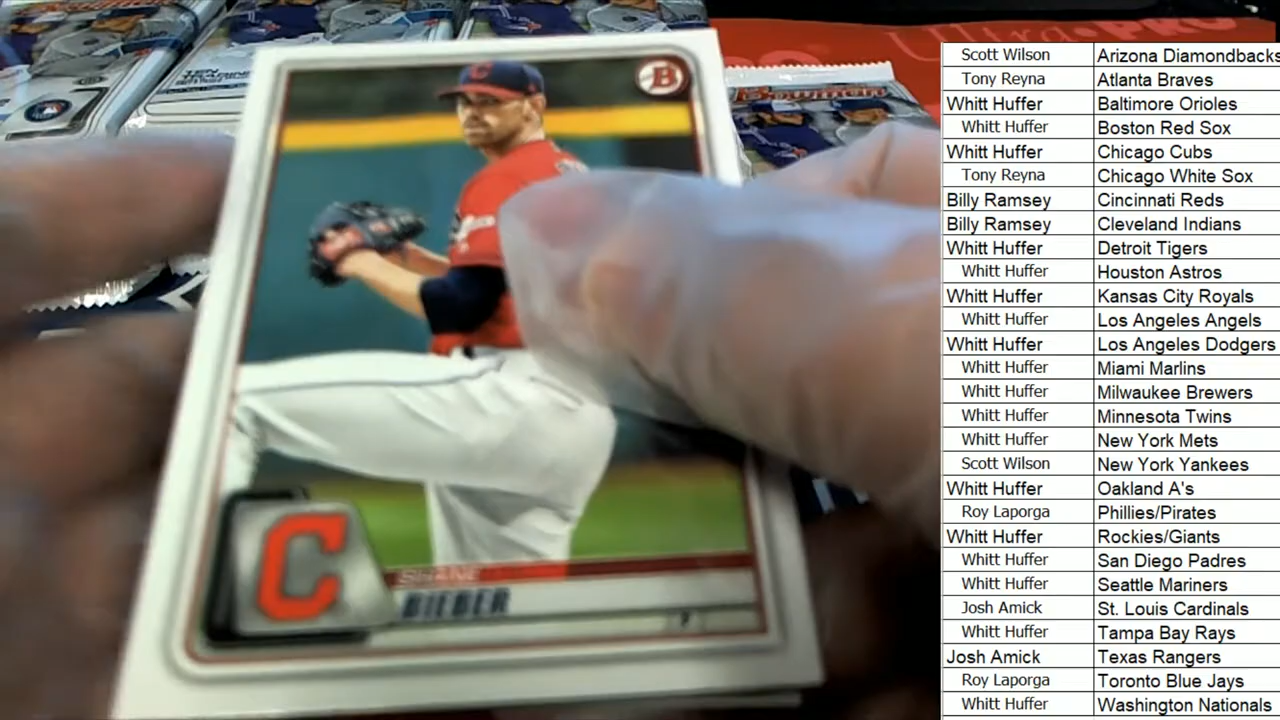 Ultra PRO
Bowman
B
C
C
SHANE
BIEBER
P
Scott Wilson Arizona Diamondbacks
Tony Reyna Atlanta Braves
Whitt Huffer Baltimore Orioles
Whitt Huffer Boston Red Sox
Whitt Huffer Chicago Cubs
Tony Reyna Chicago White Sox
Billy Ramsey Cincinnati Reds
Billy Ramsey Cleveland Indians
Whitt Huffer Detroit Tigers
Whitt Huffer Houston Astros
Whitt Huffer Kansas City Royals
Whitt Huffer Los Angeles Angels
Whitt Huffer Los Angeles Dodgers
Whitt Huffer Miami Marlins
Whitt Huffer Milwaukee Brewers
Whitt Huffer Minnesota Twins
Whitt Huffer New York Mets
Scott Wilson New York Yankees
Whitt Huffer Oakland A's
Roy Laporga Phillies/Pirates
Whitt Huffer Rockies/Giants
Whitt Huffer San Diego Padres
Whitt Huffer Seattle Mariners
Josh Amick St. Louis Cardinals
Whitt Huffer Tampa Bay Rays
Josh Amick Texas Rangers
Roy Laporga Toronto Blue Jays
Whitt Huffer Washington Nationals